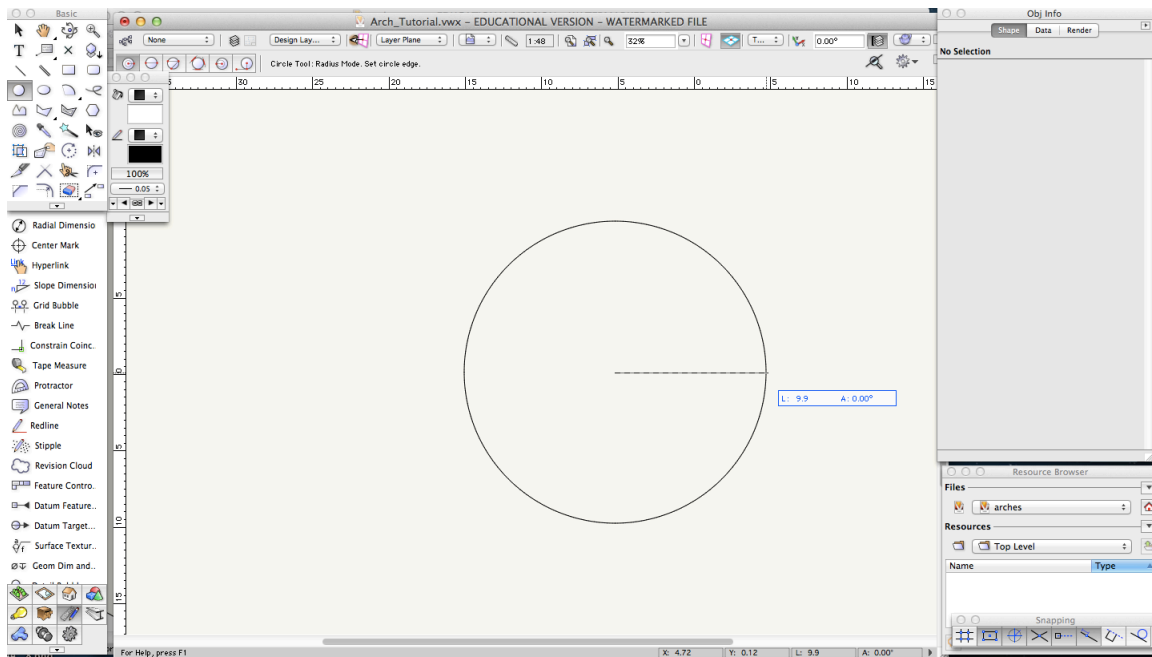 Basic
Arch_Tutorial.vwx – EDUCATIONAL VERSION – WATERMARKED FILE
Obj Info
None
Design Lay...
Layer Plane
1:48
32%
T...
0.00°
Shape Data Render
Circle Tool: Radius Mode. Set circle edge.
No Selection
30 25 20 10 5 0 5 10 15
100%
0.05
Radial Dimensio
Center Mark
Hyperlink
Slope Dimension
Grid Bubble
Break Line
Constrain Coinc.
Tape Measure
Protractor
General Notes
Redline
Stipple
Revision Cloud
Feature Contro.
Datum Feature..
Datum Target...
Surface Textur..
Geom Dim and..
5
0
5
10
15
L: 9.9 A: 0.00°
Resource Browser
Files
arches
Resources
Top Level
Name Type
Snapping
For Help, press F1
X: 4.72 Y: 0.12 L: 9.9 A: 0.00°